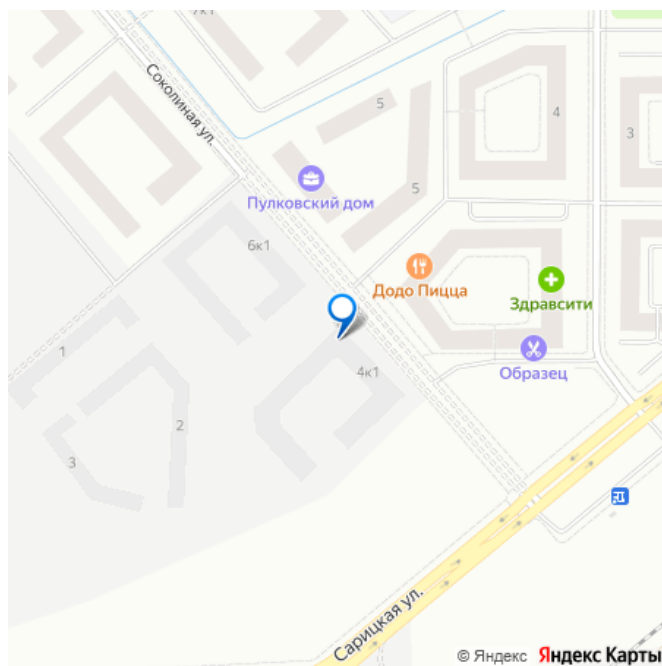 7к1
Соколиная ул.
5
4
3
5
Пулковский дом
6к1
Додо Пицца
Здравсити
1
4к1
Образец
2
3
Сарицкая ул.
© Яндекс Яндекс Карты